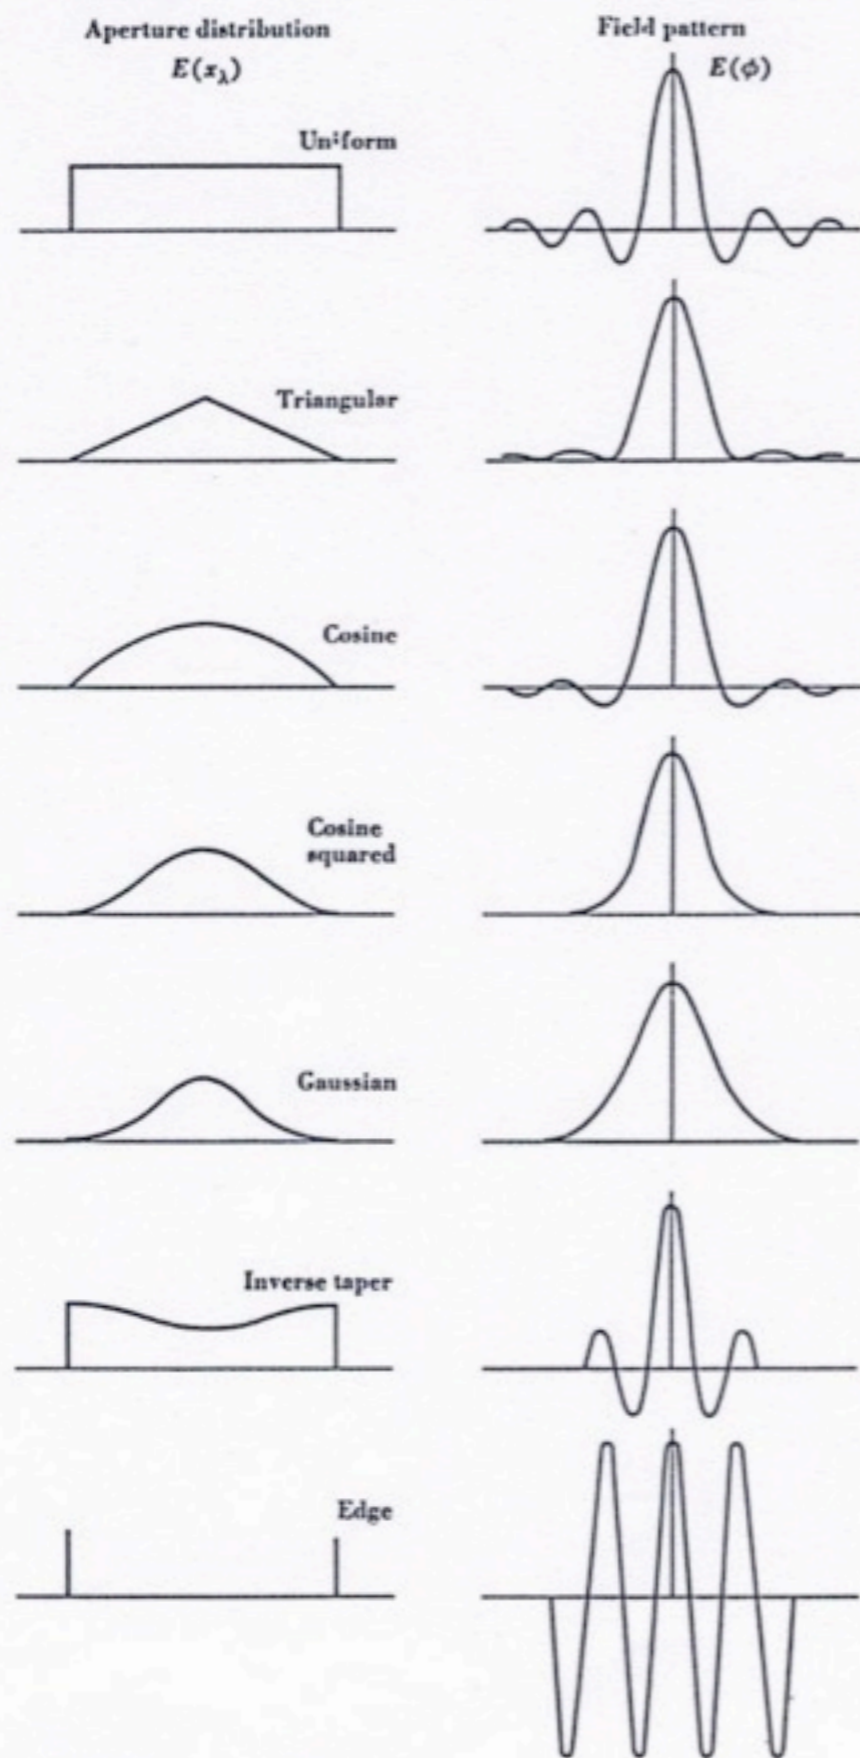 Aperture distribution
E(xλ)
Field pattern
E(ϕ)
Uniform
Triangular
Cosine
Cosine
squared
Gaussian
Inverse taper
Edge